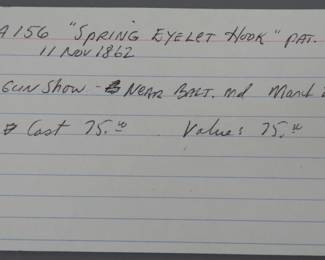 A156 "SPRING EYELET HOOK" PAT.
11 NOV 1862
GUN SHOW - NEAR BALT. md March
Cost 75.00 Value: 75.00